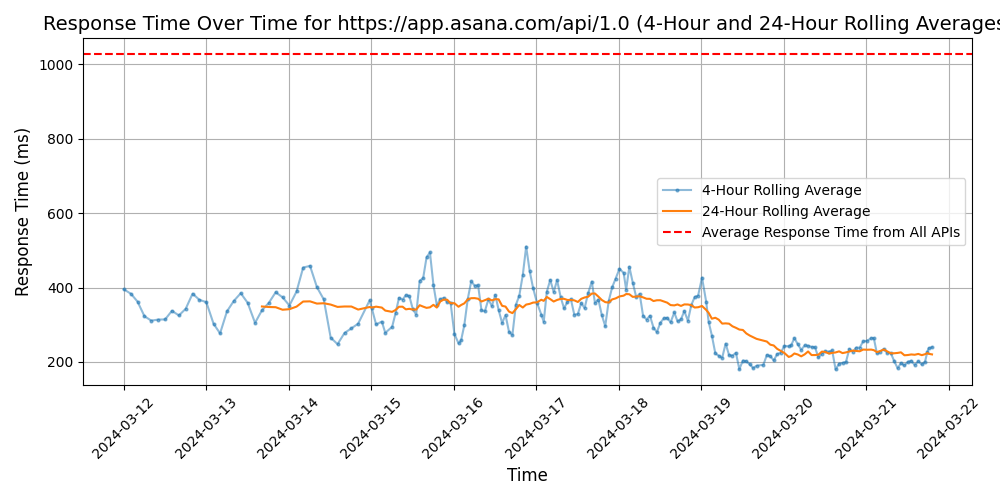 Response Time Over Time for https://app.asana.com/api/1.0 (4-Hour and 24-Hour Rolling Averages
1000
800
600
400
200
Response Time (ms)
4-Hour Rolling Average
24-Hour Rolling Average
Average Response Time from All APIs
2024-03-12
2024-03-13
2024-03-14
2024-03-15
2024-03-16
2024-03-17
2024-03-18
2024-03-19
2024-03-20
2024-03-21
2024-03-22
Time